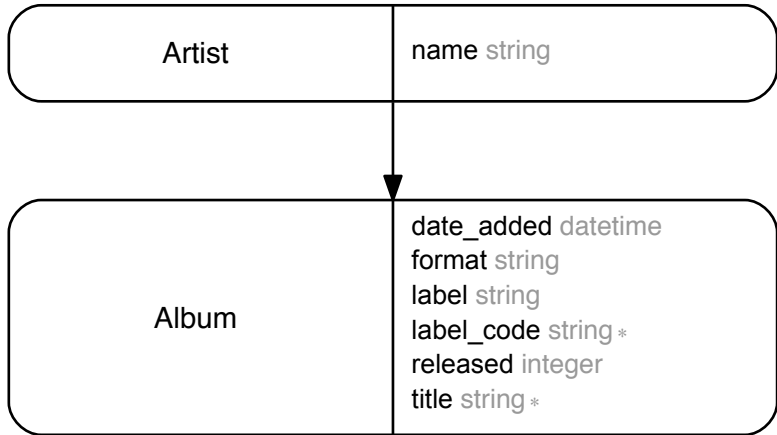 Artist
name string
Album
date_added datetime
format string
label string
label_code string *
released integer
title string *